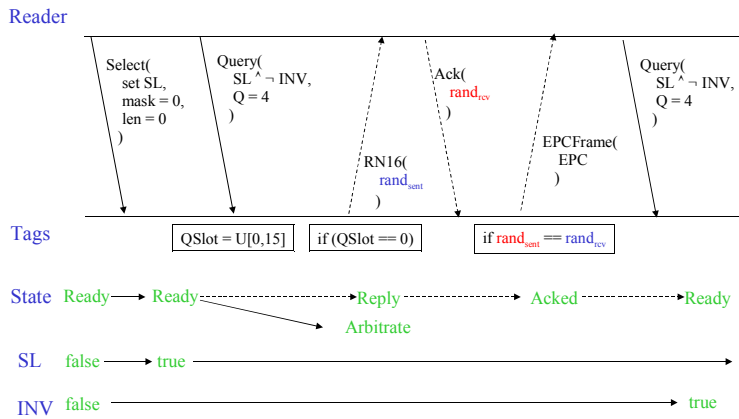 Reader
Select(
set SL,
mask = 0,
len = 0
)
Query(
SL ^ ¬ INV,
Q = 4
)
RN16(
rand_sent
)
Ack(
rand_rcv
)
EPCFrame(
EPC
)
Query(
SL ^ ¬ INV,
Q = 4
)
Tags
QSlot = U[0,15]
if (QSlot == 0)
if rand_sent == rand_rcv
State Ready Ready Reply Acked Ready
Arbitrate
SL false true
INV false true